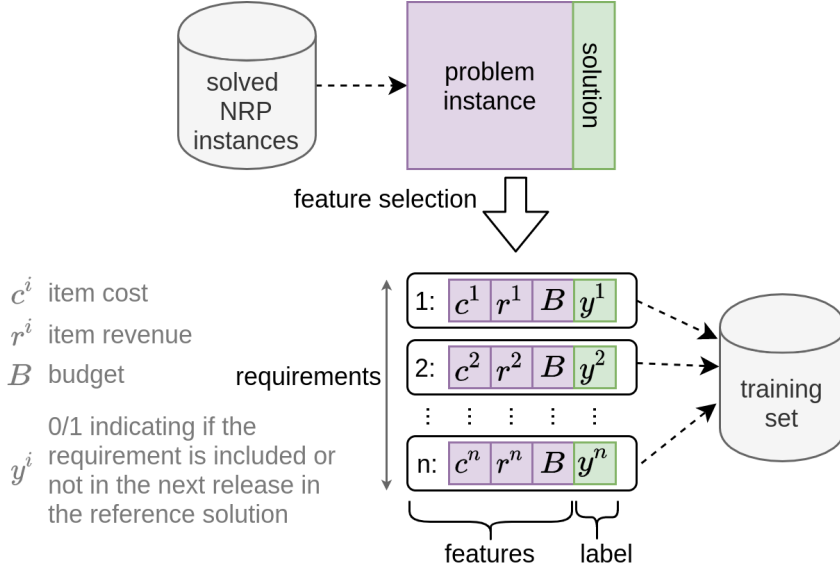 solved
NRP
instances
problem
instance
solution
feature selection
c^i item cost
r^i item revenue
B budget
y^i 0/1 indicating if the
requirement is included or
not in the next release in
the reference solution
requirements
1: c^1 r^1 B y^1
2: c^2 r^2 B y^2
⋮ ⋮ ⋮ ⋮ ⋮
n: c^n r^n B y^n
features
label
training
set